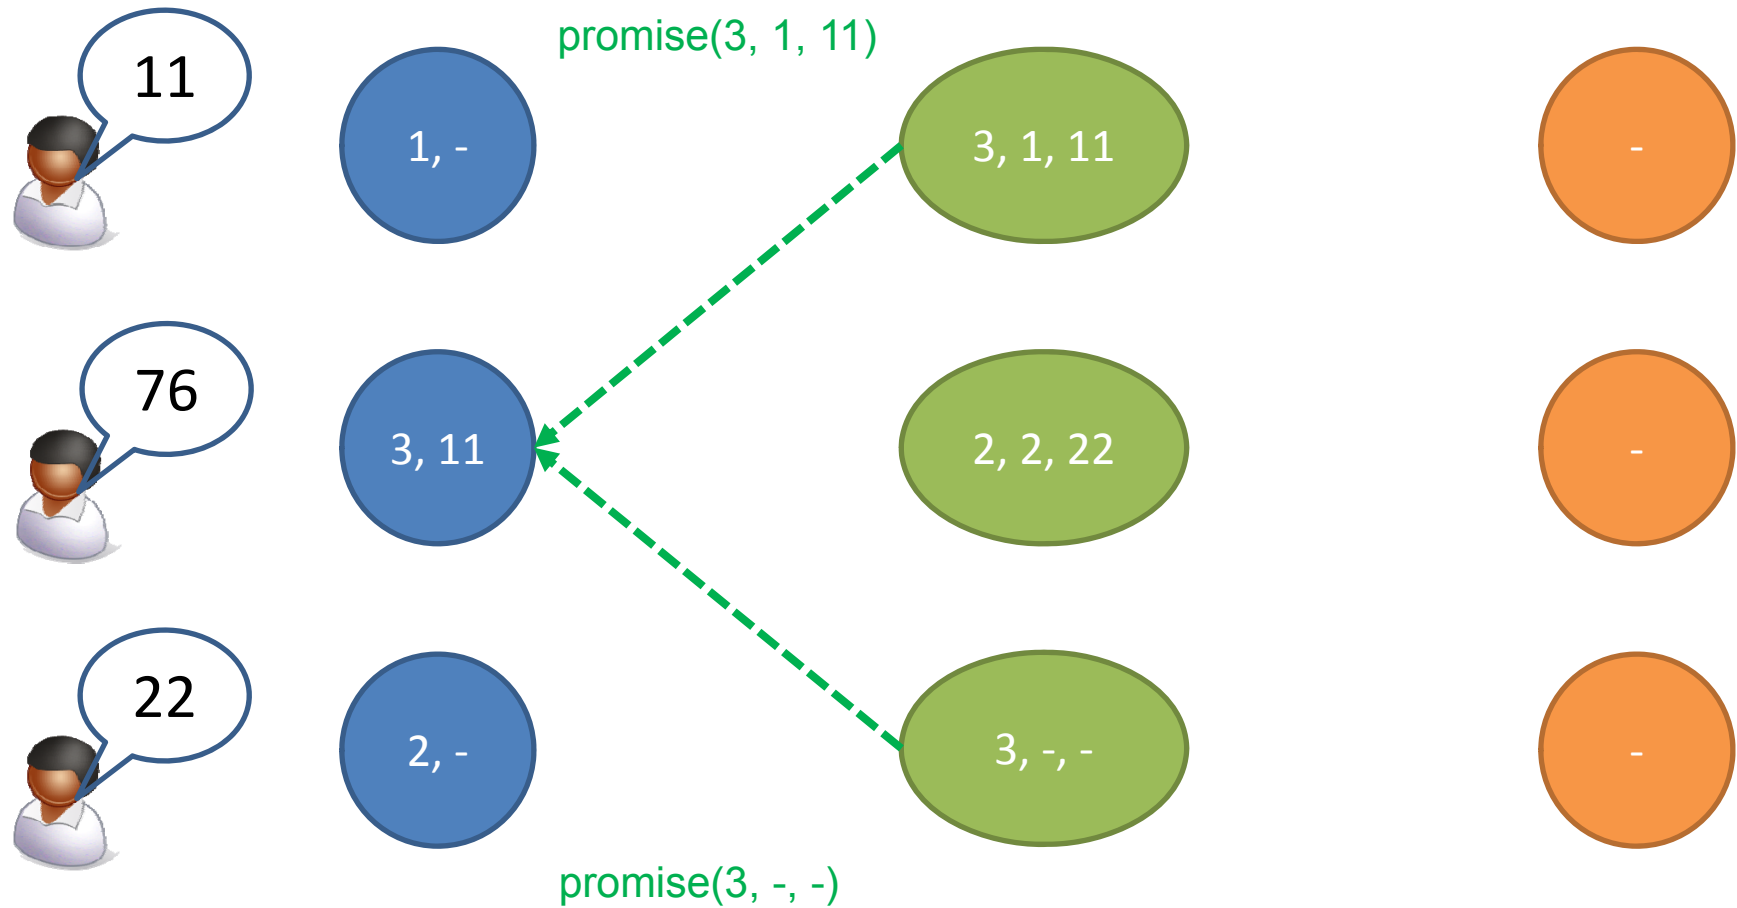 promise(3, 1, 11)
11
1, -
3, 1, 11
-
76
3, 11
2, 2, 22
-
22
2, -
3, -, -
-
promise(3, -, -)